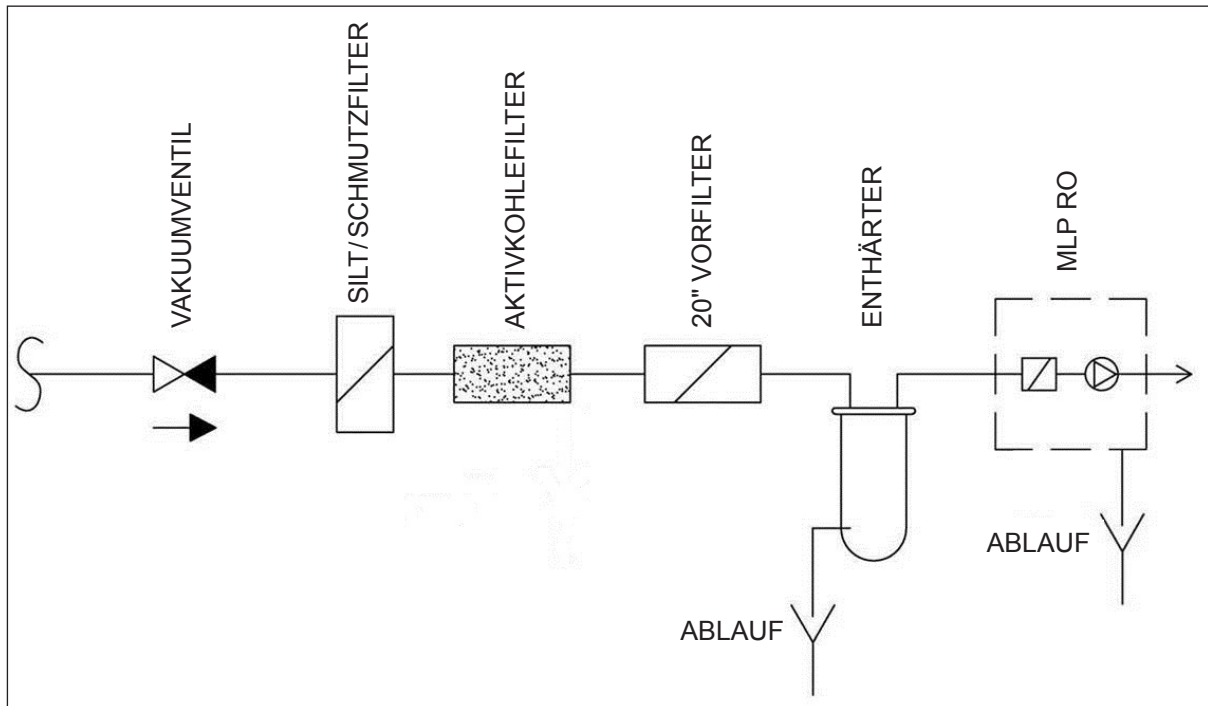 VAKUUMVENTIL
SILT/SCHMUTZFILTER
AKTIVKOHLEFILTER
20" VORFILTER
ENTHÄRTER
MLP RO
ABLAUF
ABLAUF